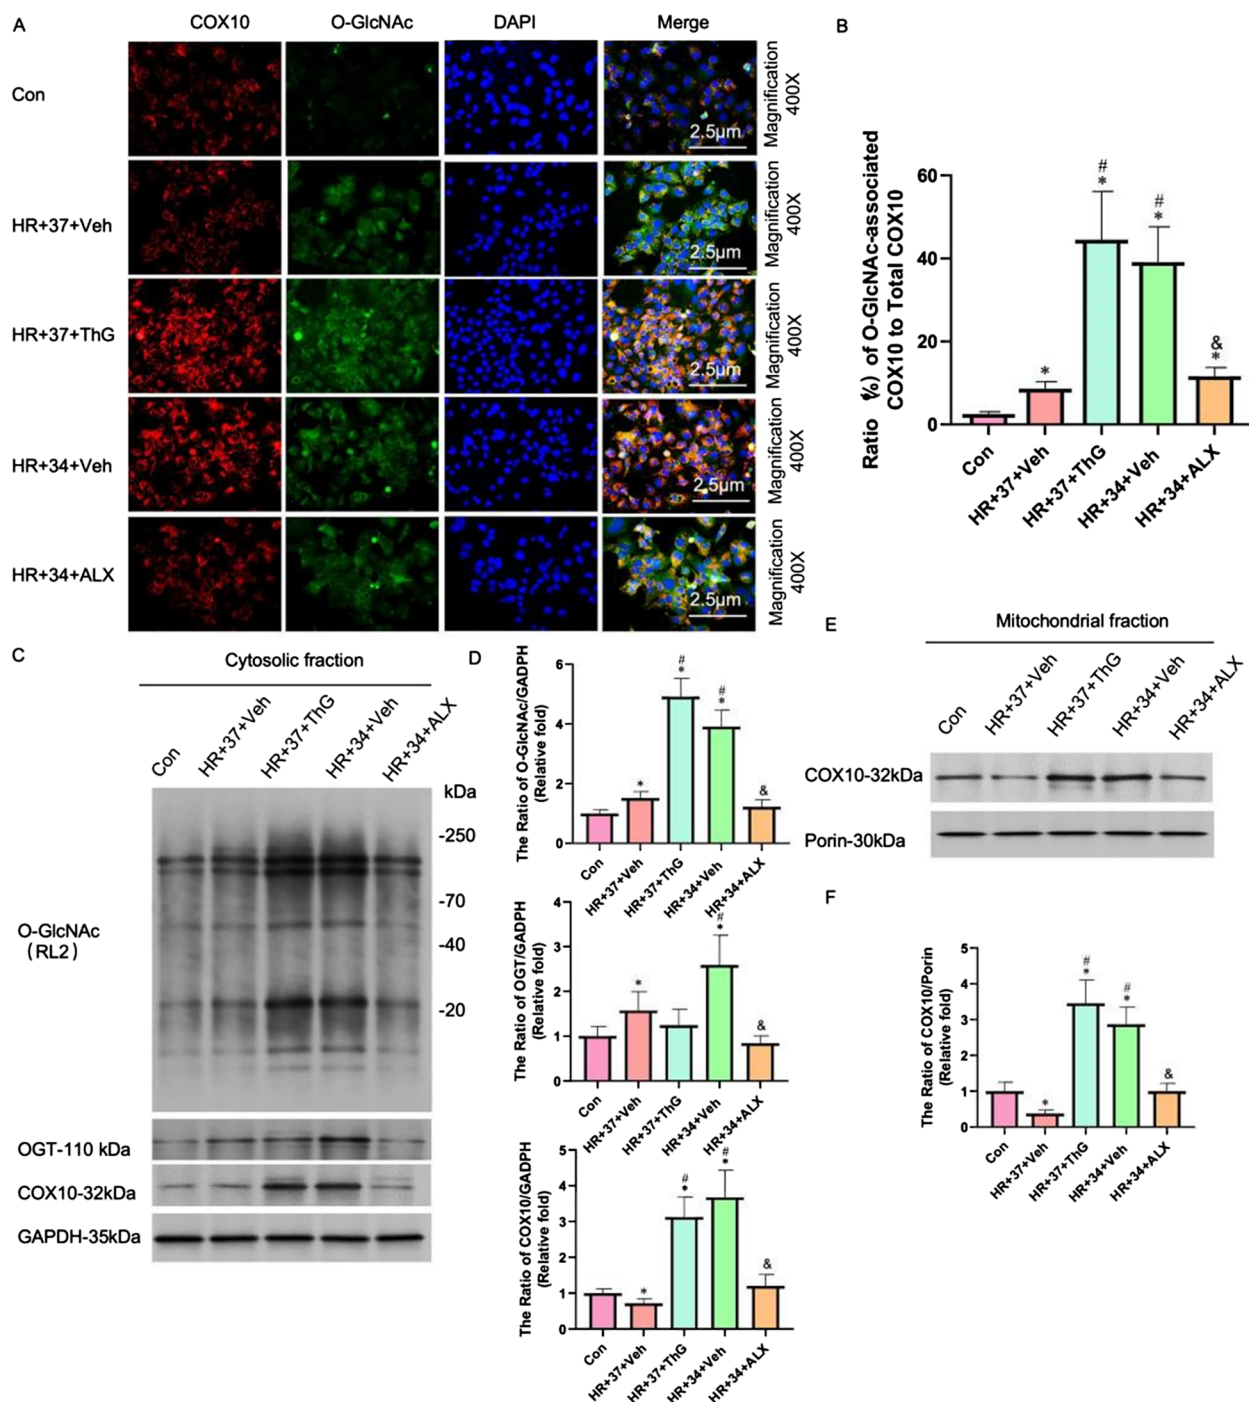 A
COX10
O-GlcNAc
DAPI
Merge
Con
2.5µm
Magnification
400X
HR+37+Veh
2.5µm
Magnification
400X
HR+37+ThG
2.5µm
Magnification
400X
HR+34+Veh
2.5µm
Magnification
400X
HR+34+ALX
2.5µm
Magnification
400X
B
Ratio (%) of O-GlcNAc-associated
COX10 to Total COX10
60
40
20
0
*
#
*
#
*
&
*
Con
HR+37+Veh
HR+37+ThG
HR+34+Veh
HR+34+ALX
C
Cytosolic fraction
Con
HR+37+Veh
HR+37+ThG
HR+34+Veh
HR+34+ALX
kDa
-250
-70
-40
-20
O-GlcNAc
(RL2)
OGT-110 kDa
COX10-32kDa
GAPDH-35kDa
D
The Ratio of O-GlcNAc/GADPH
(Relative fold)
6
4
2
0
*
#
*
#
*
&
Con
HR+37+Veh
HR+37+ThG
HR+34+Veh
HR+34+ALX
The Ratio of OGT/GADPH
(Relative fold)
4
3
2
1
0
*
#
*
&
Con
HR+37+Veh
HR+37+ThG
HR+34+Veh
HR+34+ALX
The Ratio of COX10/GADPH
(Relative fold)
5
4
3
2
1
0
*
#
*
#
*
&
Con
HR+37+Veh
HR+37+ThG
HR+34+Veh
HR+34+ALX
E
Mitochondrial fraction
Con
HR+37+Veh
HR+37+ThG
HR+34+Veh
HR+34+ALX
COX10-32kDa
Porin-30kDa
F
The Ratio of COX10/Porin
(Relative fold)
5
4
3
2
1
0
*
#
*
#
*
&
Con
HR+37+Veh
HR+37+ThG
HR+34+Veh
HR+34+ALX